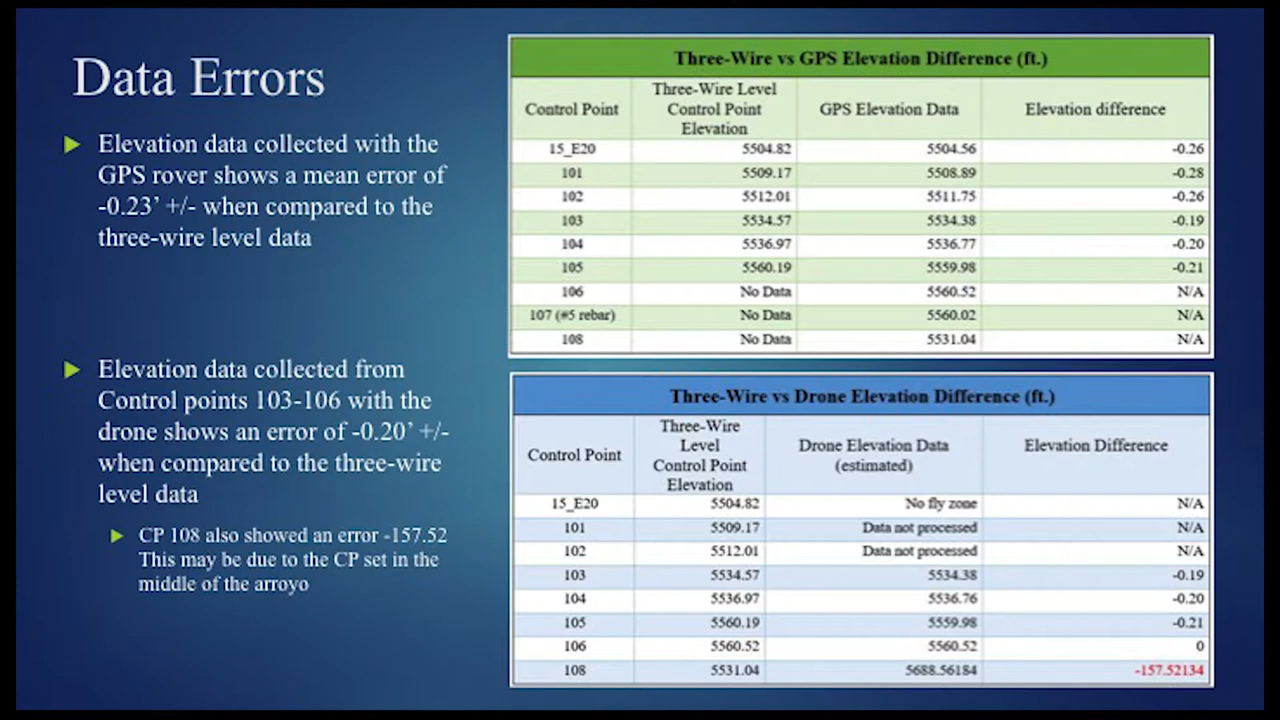 Data Errors
Elevation data collected with the
GPS rover shows a mean error of
-0.23’ +/- when compared to the
three-wire level data
Elevation data collected from
Control points 103-106 with the
drone shows an error of -0.20’ +/-
when compared to the three-wire
level data
CP 108 also showed an error -157.52
This may be due to the CP set in the
middle of the arroyo
Three-Wire vs GPS Elevation Difference (ft.)
Control Point | Three-Wire Level Control Point Elevation | GPS Elevation Data | Elevation difference
15_E20 5504.82 5504.56 -0.26
101 5509.17 5508.89 -0.28
102 5512.01 5511.75 -0.26
103 5534.57 5534.38 -0.19
104 5536.97 5536.77 -0.20
105 5560.19 5559.98 -0.21
106 No Data 5560.52 N/A
107 (#5 rebar) No Data 5560.02 N/A
108 No Data 5531.04 N/A
Three-Wire vs Drone Elevation Difference (ft.)
Control Point | Three-Wire Level Control Point Elevation | Drone Elevation Data (estimated) | Elevation Difference
15_E20 5504.82 No fly zone N/A
101 5509.17 Data not processed N/A
102 5512.01 Data not processed N/A
103 5534.57 5534.38 -0.19
104 5536.97 5536.76 -0.20
105 5560.19 5559.98 -0.21
106 5560.52 5560.52 0
108 5531.04 5688.56184 -157.52134